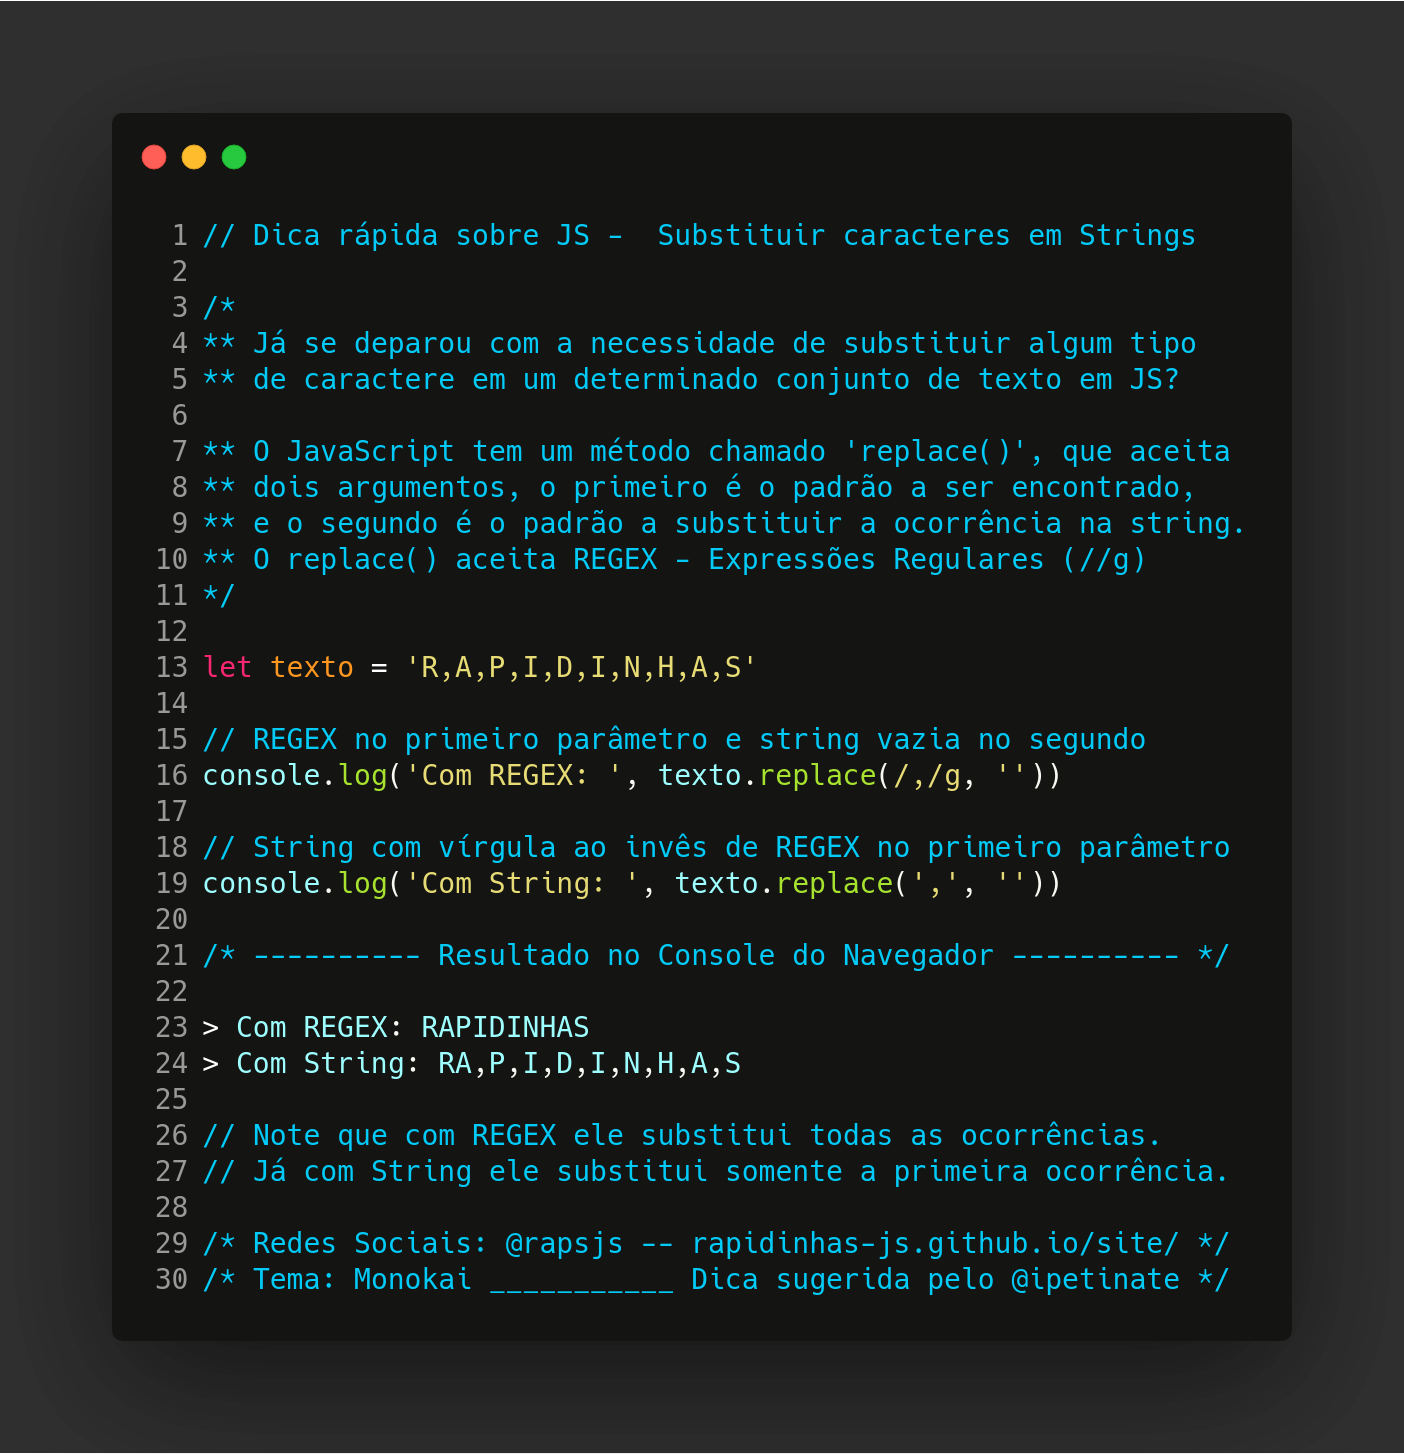 1 // Dica rápida sobre JS -  Substituir caracteres em Strings
2
3 /*
4 ** Já se deparou com a necessidade de substituir algum tipo
5 ** de caractere em um determinado conjunto de texto em JS?
6
7 ** O JavaScript tem um método chamado 'replace()', que aceita
8 ** dois argumentos, o primeiro é o padrão a ser encontrado,
9 ** e o segundo é o padrão a substituir a ocorrência na string.
10 ** O replace() aceita REGEX - Expressões Regulares (//g)
11 */
12
13 let texto = 'R,A,P,I,D,I,N,H,A,S'
14
15 // REGEX no primeiro parâmetro e string vazia no segundo
16 console.log('Com REGEX: ', texto.replace(/,/g, ''))
17
18 // String com vírgula ao invês de REGEX no primeiro parâmetro
19 console.log('Com String: ', texto.replace(',', ''))
20
21 /* ---------- Resultado no Console do Navegador ---------- */
22
23 > Com REGEX: RAPIDINHAS
24 > Com String: RA,P,I,D,I,N,H,A,S
25
26 // Note que com REGEX ele substitui todas as ocorrências.
27 // Já com String ele substitui somente a primeira ocorrência.
28
29 /* Redes Sociais: @rapsjs -- rapidinhas-js.github.io/site/ */
30 /* Tema: Monokai ___________ Dica sugerida pelo @ipetinate */